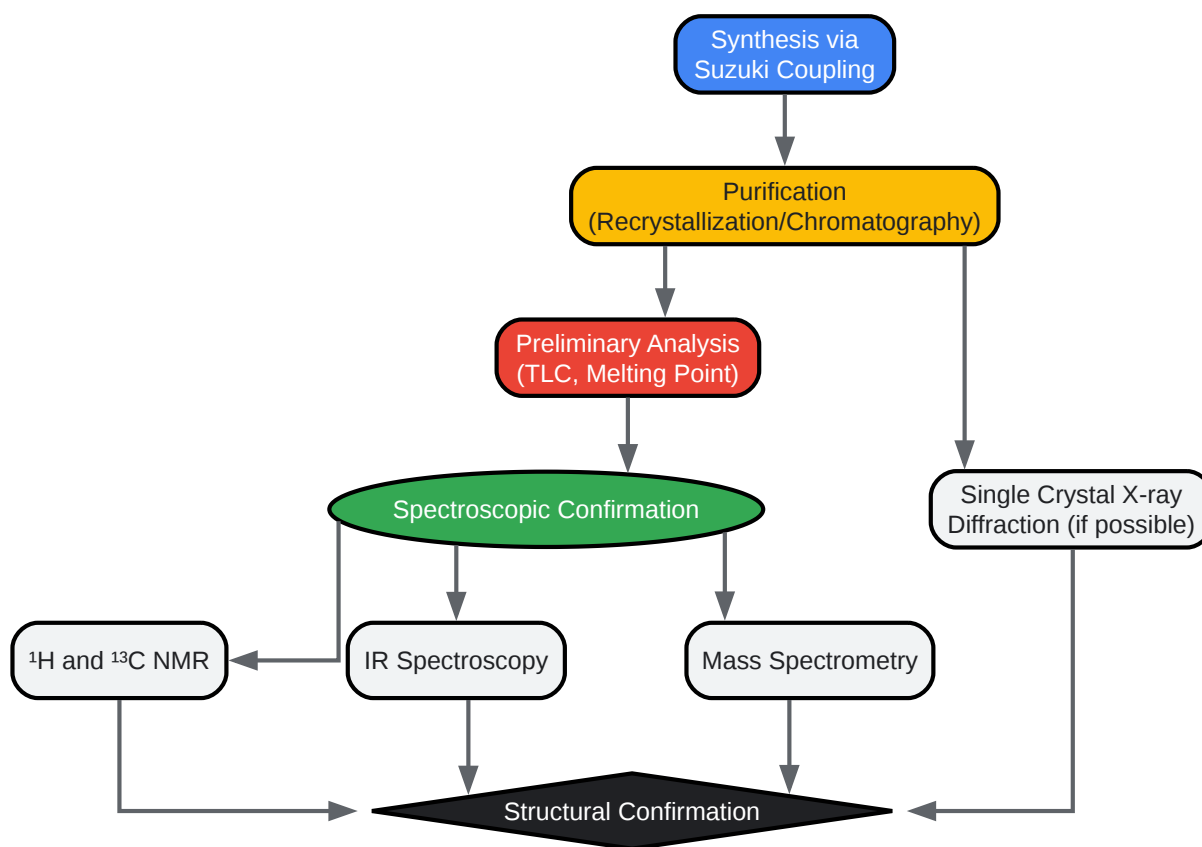 Synthesis via
Suzuki Coupling
Purification
(Recrystallization/Chromatography)
Preliminary Analysis
(TLC, Melting Point)
Spectroscopic Confirmation
Single Crystal X-ray
Diffraction (if possible)
¹H and ¹³C NMR
IR Spectroscopy
Mass Spectrometry
Structural Confirmation